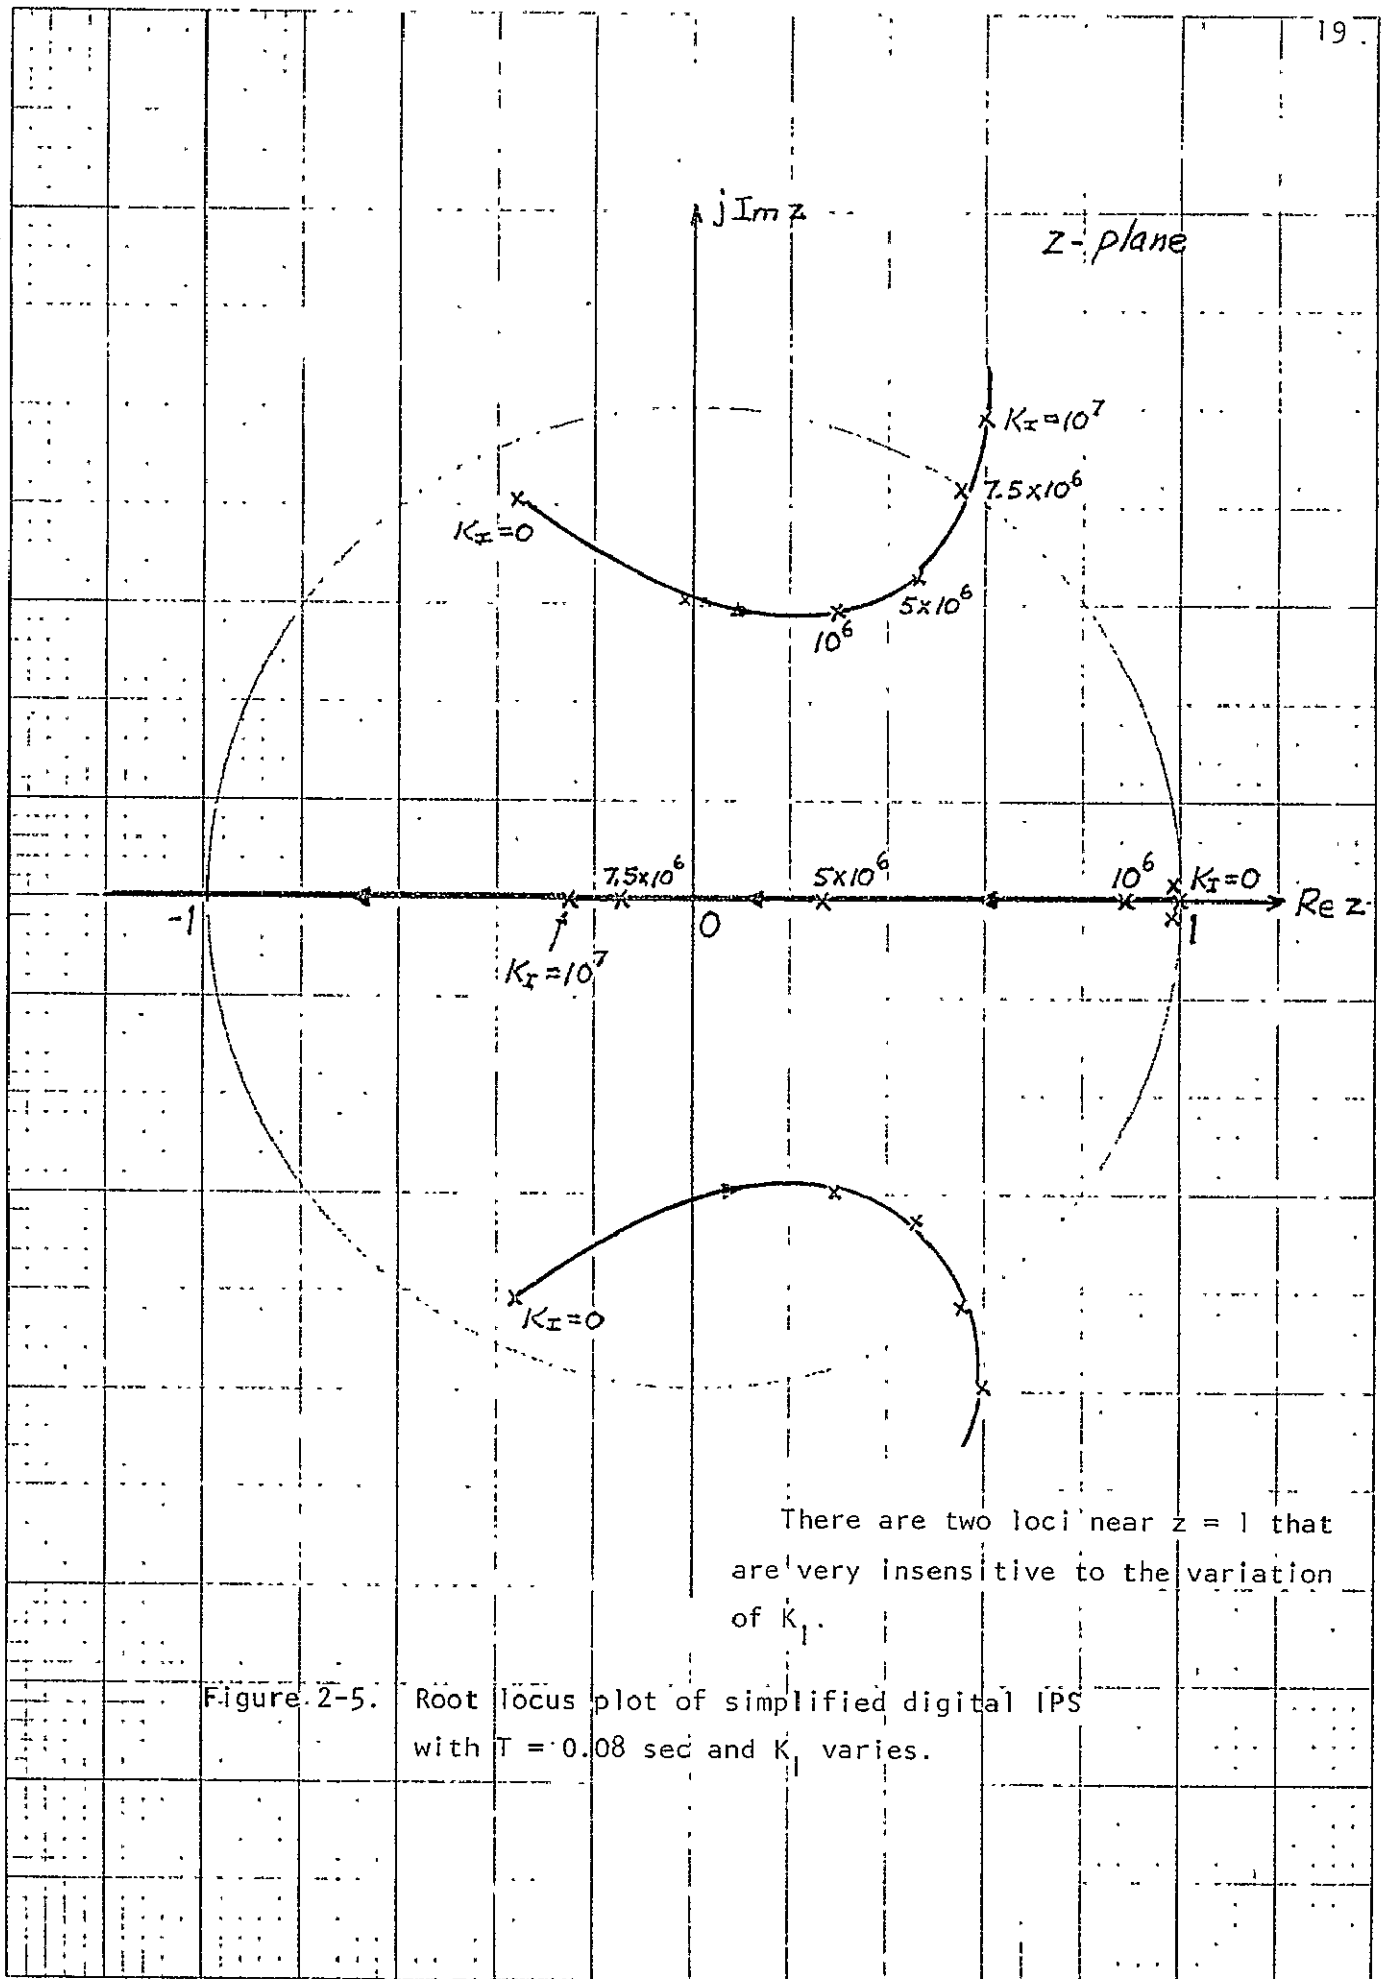 19
j Im z
z-plane
K_I=10^7
7.5x10^6
K_I=0
5x10^6
10^6
7.5x10^6
5x10^6
10^6
K_I=0
Re z
-1
0
1
K_I=10^7
K_I=0
There are two loci near z = 1 that
are very insensitive to the variation
of K_I.
Figure 2-5. Root locus plot of simplified digital IPS
with T = 0.08 sec and K_I varies.